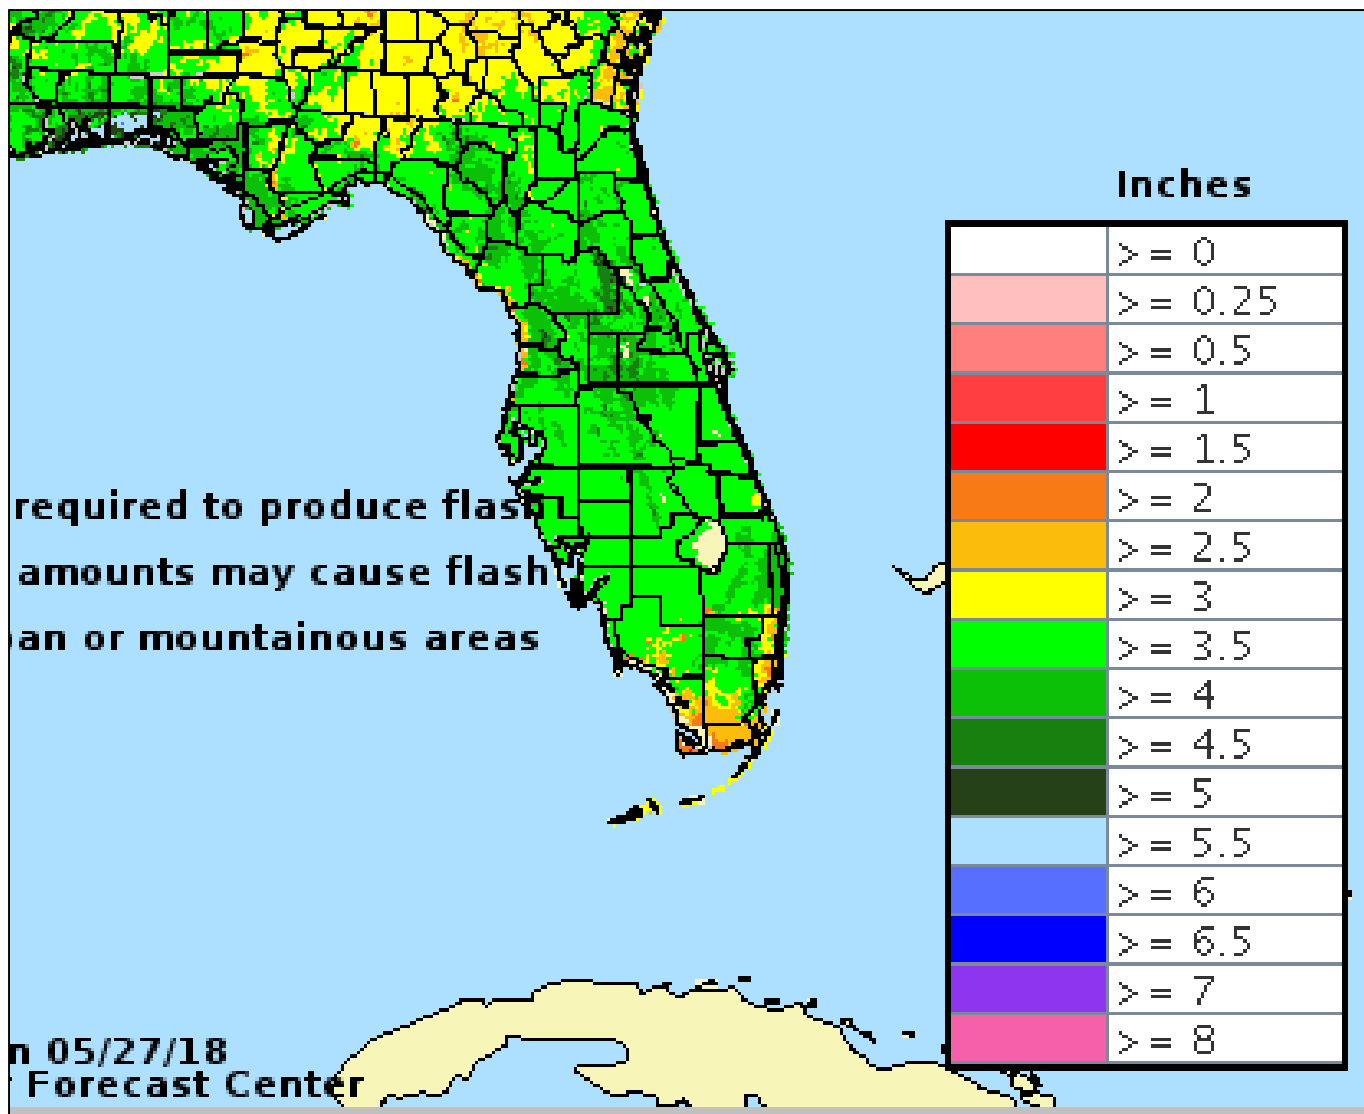 Inches
> = 0
> = 0.25
> = 0.5
> = 1
> = 1.5
> = 2
> = 2.5
> = 3
> = 3.5
> = 4
> = 4.5
> = 5
> = 5.5
> = 6
> = 6.5
> = 7
> = 8
required to produce flash
amounts may cause flash
an or mountainous areas
n 05/27/18
Forecast Center